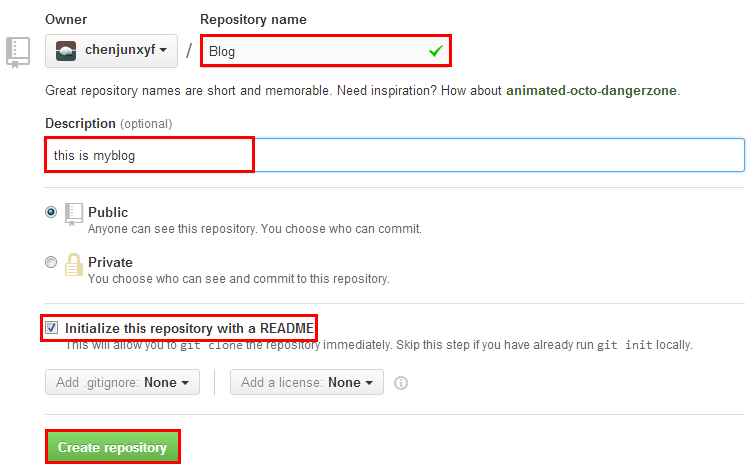 Owner Repository name
chenjunxyf / Blog
Great repository names are short and memorable. Need inspiration? How about animated-octo-dangerzone.
Description (optional)
this is myblog
Public
Anyone can see this repository. You choose who can commit.
Private
You choose who can see and commit to this repository.
Initialize this repository with a README
This will allow you to git clone the repository immediately. Skip this step if you have already run git init locally.
Add .gitignore: None Add a license: None
Create repository